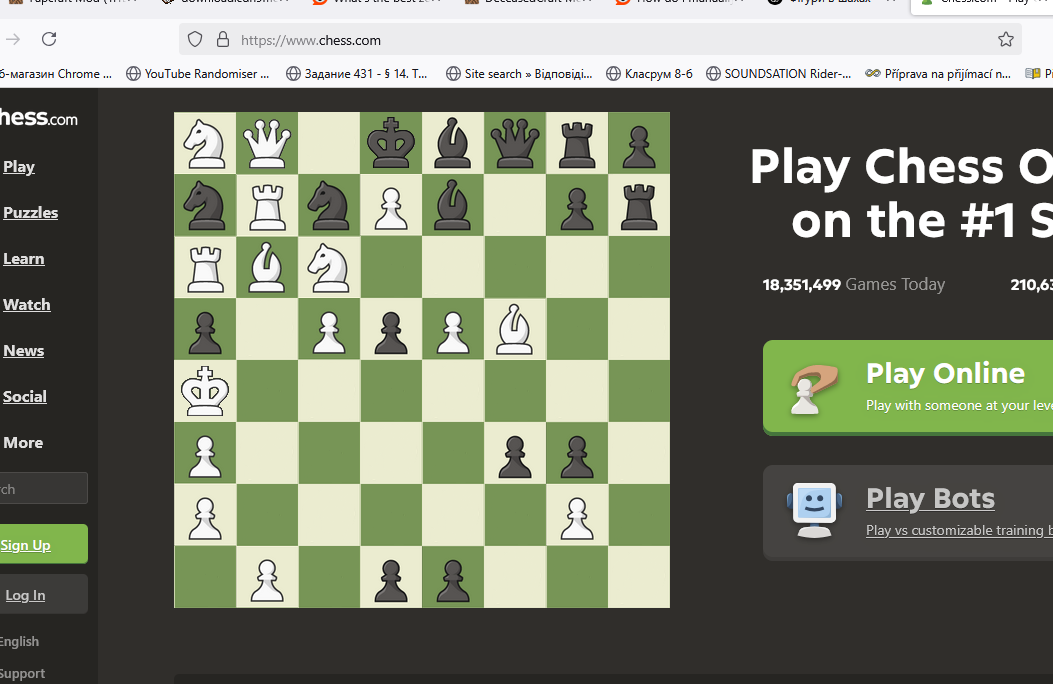 https://www.chess.com
б-магазин Chrome ... YouTube Randomiser ... Задание 431 - § 14. Т... Site search » Відповіді... Класрум 8-б SOUNDSATION Rider-... Příprava na přijímací n...
hess.com
Play
Puzzles
Learn
Watch
News
Social
More
rch
Sign Up
Log In
English
Support
Play Chess O
on the #1 S
18,351,499 Games Today 210,63
Play Online
Play with someone at your leve
Play Bots
Play vs customizable training b